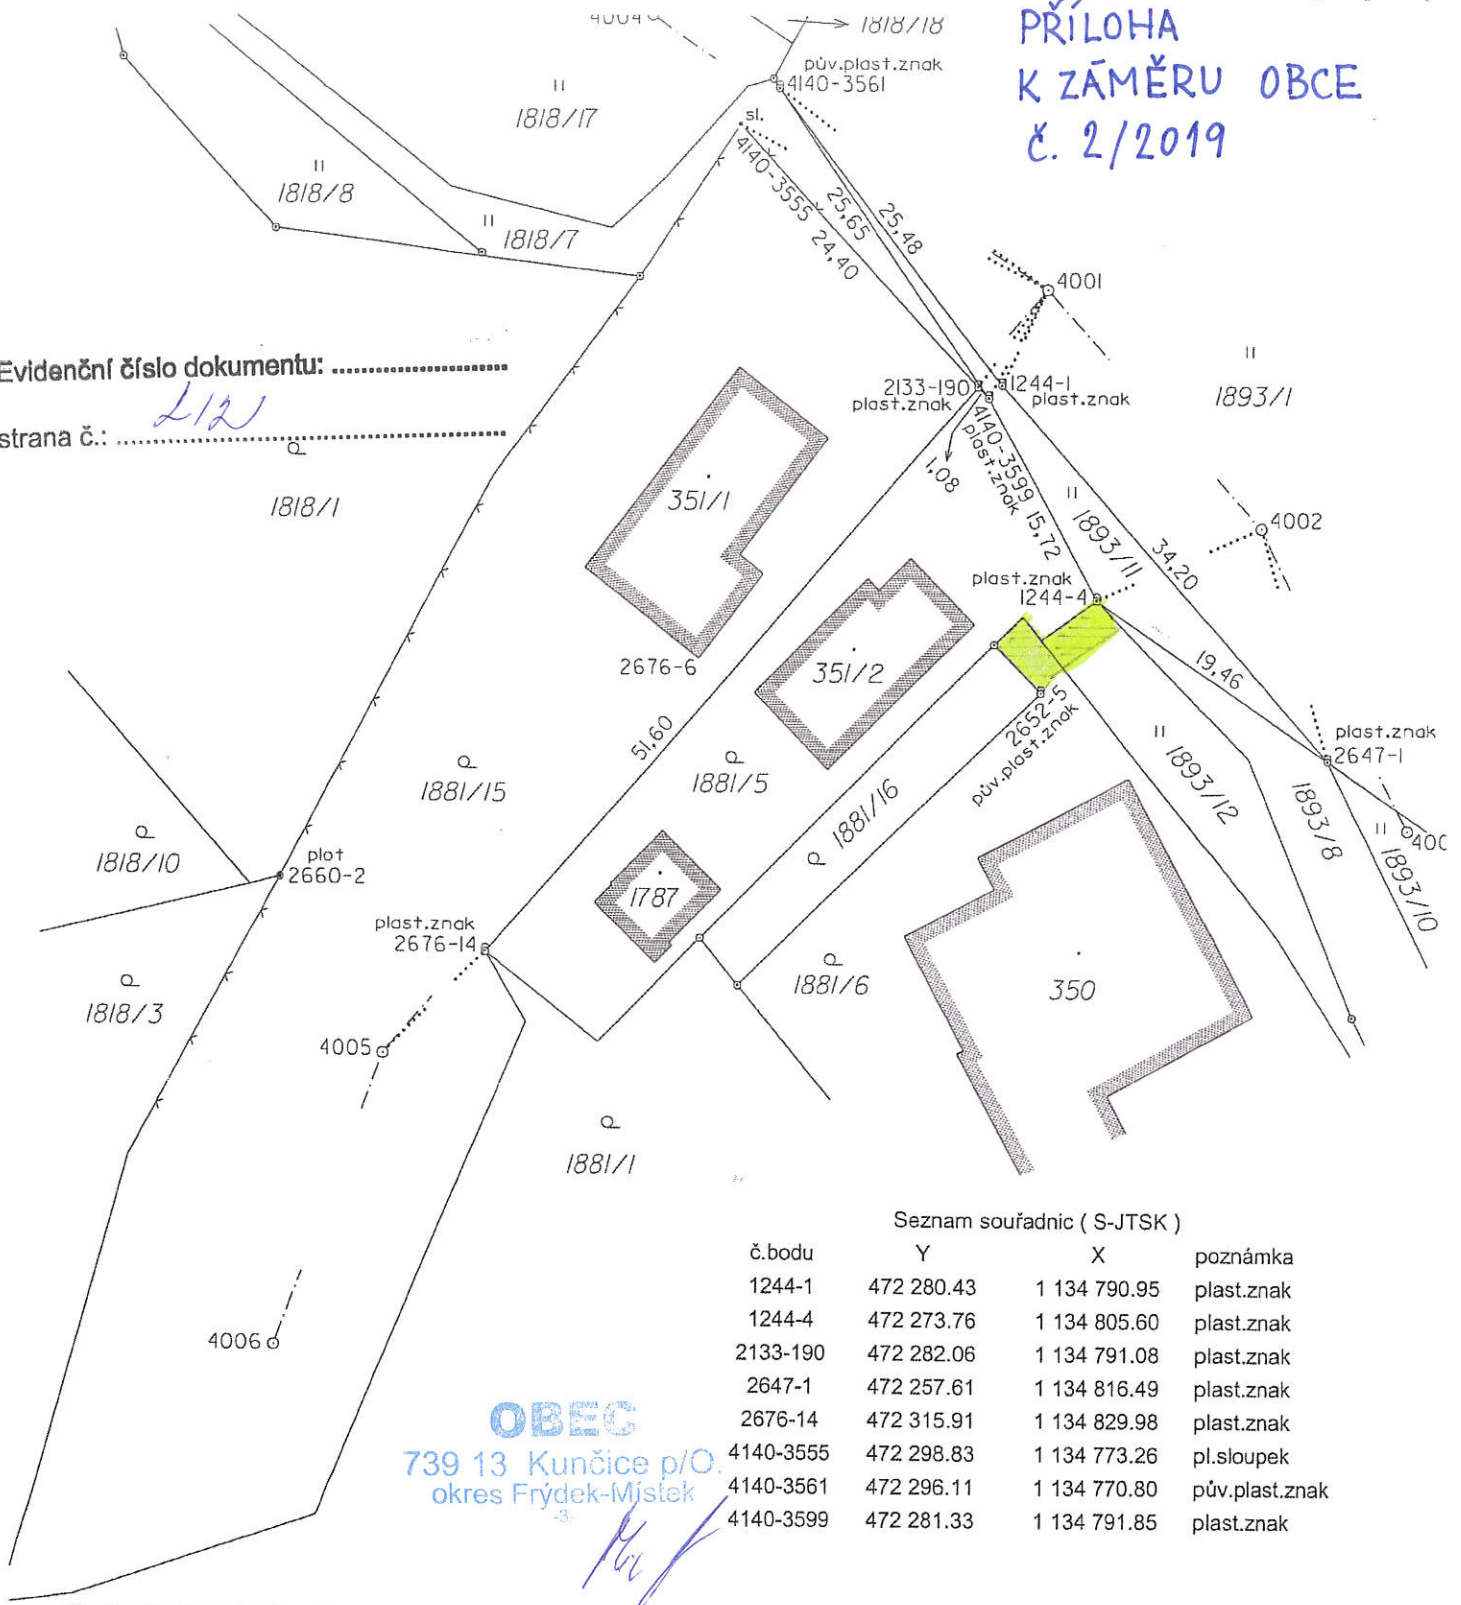 PŘÍLOHA
K ZÁMĚRU OBCE
Č. 2/2019
1818/18
pův.plast.znak
4140-3561
1818/17
sl.
4140-3555
24,40
25,65
25,48
1818/8
1818/7
4001
Evidenční číslo dokumentu: ........................
strana č.: ........................
1818/1
2133-190
plast.znak
1244-1
plast.znak
1893/1
4140-3599
plast.znak
15,72
1,08
351/1
1893/11
34,20
4002
plast.znak
1244-4
2676-6
351/2
19,46
51,60
2652-5
pův.plast.znak
plast.znak
2647-1
1881/15
1881/5
1881/16
1893/12
1893/8
1893/10
400
1818/10
plot
2660-2
1787
plast.znak
2676-14
1881/6
350
1818/3
4005
1881/1
4006
Seznam souřadnic ( S-JTSK )
č.bodu Y X poznámka
1244-1 472 280.43 1 134 790.95 plast.znak
1244-4 472 273.76 1 134 805.60 plast.znak
2133-190 472 282.06 1 134 791.08 plast.znak
2647-1 472 257.61 1 134 816.49 plast.znak
2676-14 472 315.91 1 134 829.98 plast.znak
4140-3555 472 298.83 1 134 773.26 pl.sloupek
4140-3561 472 296.11 1 134 770.80 pův.plast.znak
4140-3599 472 281.33 1 134 791.85 plast.znak
OBEC
739 13 Kunčice p/O.
okres Frýdek-Místek
-3-